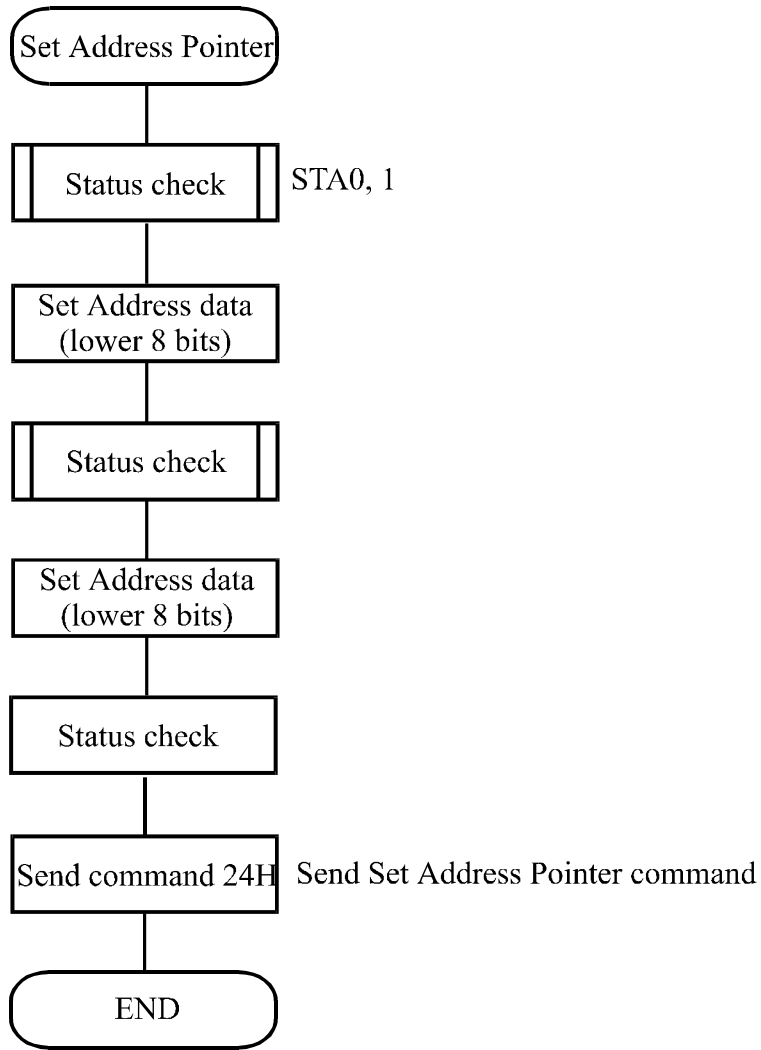 Set Address Pointer
Status check
STA0, 1
Set Address data
(lower 8 bits)
Status check
Set Address data
(lower 8 bits)
Status check
Send command 24H
Send Set Address Pointer command
END